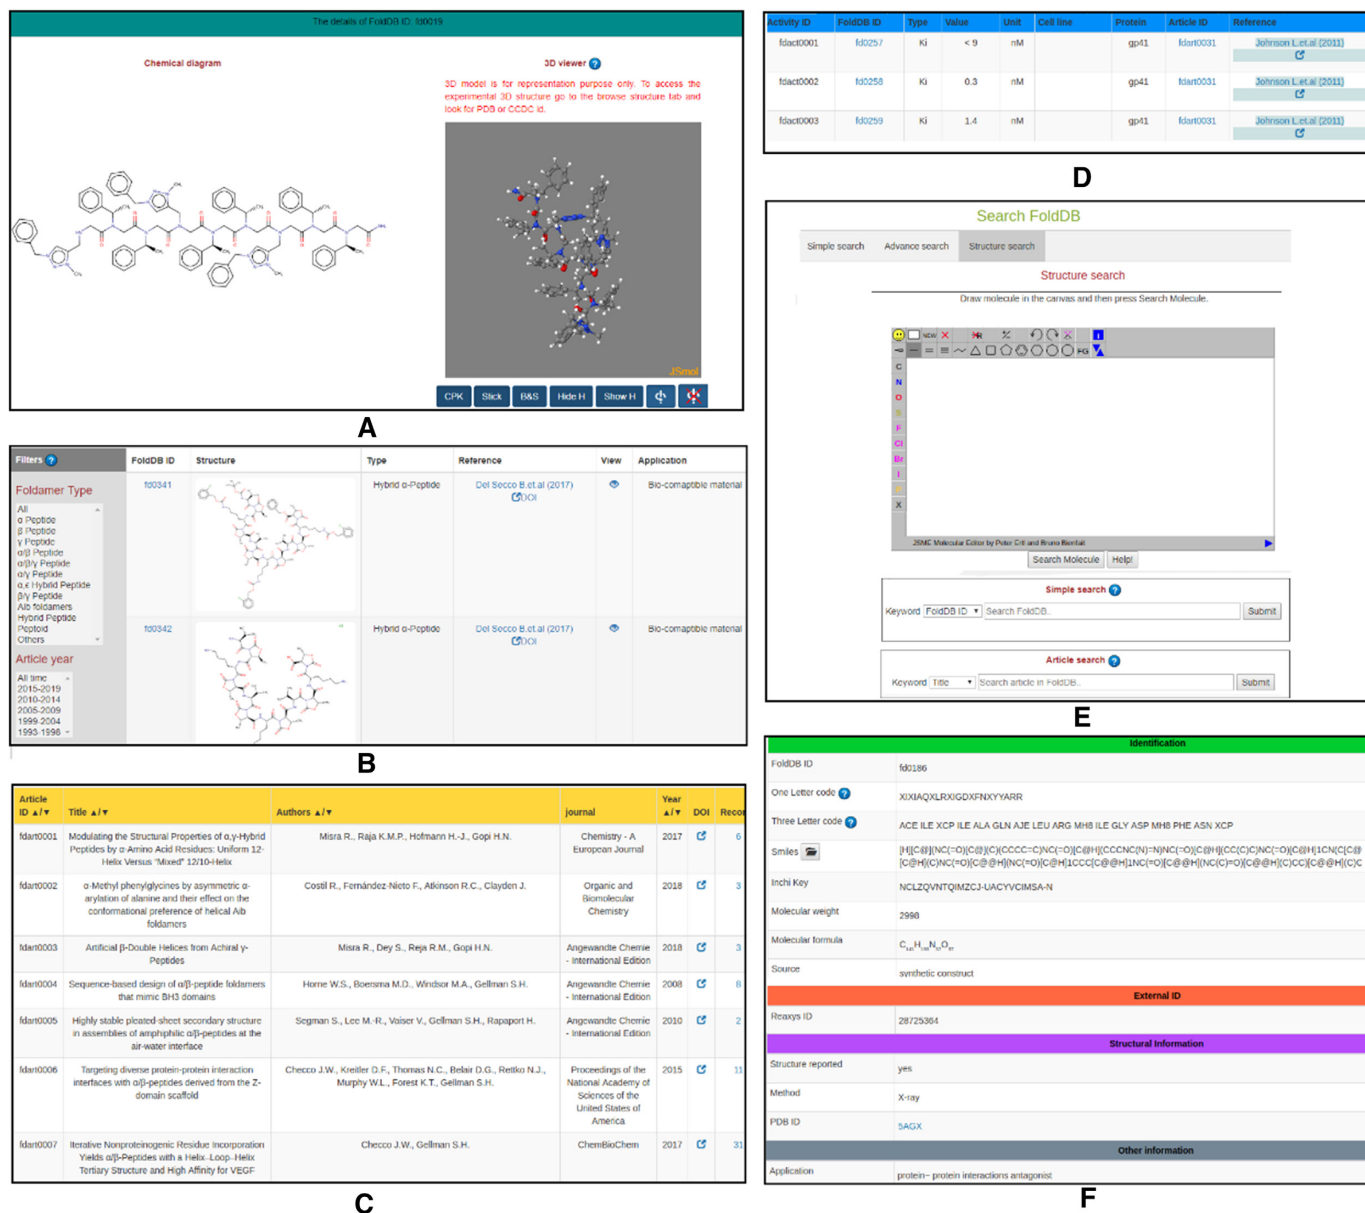 The details of FoldDB ID: fd0019
Chemical diagram
3D viewer
3D model is for representation purpose only. To access the
experimental 3D structure go to the browse structure tab and
look for PDB or CCDC Id.
JSmol
CPK Stick B&S Hide H Show H
A
Filters FoldDB ID Structure Type Reference View Application
Foldamer Type
All
α Peptide
β Peptide
γ Peptide
α/β Peptide
α/β/γ Peptide
α/γ Peptide
α,ε Hybrid Peptide
β/γ Peptide
Aib foldamers
Hybrid Peptide
Peptoid
Others
Article year
All time
2015-2019
2010-2014
2005-2009
1999-2004
1993-1998
fd0341 Hybrid α-Peptide Del Secco B.et.al (2017) Bio-comaptible material
DOI
fd0342 Hybrid α-Peptide Del Secco B.et.al (2017) Bio-comaptible material
DOI
B
Article ID ▲/▼ Title ▲/▼ Authors ▲/▼ journal Year ▲/▼ DOI Recor
fdart0001 Modulating the Structural Properties of α,γ-Hybrid Misra R., Raja K.M.P., Hofmann H.-J., Gopi H.N. Chemistry - A 2017 6
Peptides by α-Amino Acid Residues: Uniform 12- European Journal
Helix Versus "Mixed" 12/10-Helix
fdart0002 α-Methyl phenylglycines by asymmetric α- Costil R., Fernández-Nieto F., Atkinson R.C., Clayden J. Organic and 2018 3
arylation of alanine and their effect on the Biomolecular
conformational preference of helical Aib Chemistry
foldamers
fdart0003 Artificial β-Double Helices from Achiral γ- Misra R., Dey S., Reja R.M., Gopi H.N. Angewandte Chemie 2018 3
Peptides - International Edition
fdart0004 Sequence-based design of α/β-peptide foldamers Horne W.S., Boersma M.D., Windsor M.A., Gellman S.H. Angewandte Chemie 2008 8
that mimic BH3 domains - International Edition
fdart0005 Highly stable pleated-sheet secondary structure Segman S., Lee M.-R., Vaiser V., Gellman S.H., Rapaport H. Angewandte Chemie 2010 2
in assemblies of amphiphilic α/β-peptides at the - International Edition
air-water interface
fdart0006 Targeting diverse protein-protein interaction Checco J.W., Kreitler D.F., Thomas N.C., Belair D.G., Rettko N.J., Proceedings of the 2015 11
interfaces with α/β-peptides derived from the Z- Murphy W.L., Forest K.T., Gellman S.H. National Academy of
domain scaffold Sciences of the
United States of
America
fdart0007 Iterative Nonproteinogenic Residue Incorporation Checco J.W., Gellman S.H. ChemBioChem 2017 31
Yields α/β-Peptides with a Helix–Loop–Helix
Tertiary Structure and High Affinity for VEGF
C
Activity ID FoldDB ID Type Value Unit Cell line Protein Article ID Reference
fdact0001 fd0257 Ki < 9 nM gp41 fdart0031 Johnson L.et.al (2011)
fdact0002 fd0258 Ki 0.3 nM gp41 fdart0031 Johnson L.et.al (2011)
fdact0003 fd0259 Ki 1.4 nM gp41 fdart0031 Johnson L.et.al (2011)
D
Search FoldDB
Simple search Advance search Structure search
Structure search
Draw molecule in the canvas and then press Search Molecule.
NEW
FG
C
N
O
S
F
Cl
Br
I
X
JSME Molecular Editor by Peter Ertl and Bruno Bienfait
Search Molecule Help!
Simple search
Keyword FoldDB ID Search FoldDB.. Submit
Article search
Keyword Title Search article in FoldDB.. Submit
E
Identification
FoldDB ID fd0186
One Letter code XIXIAQXLRXIGDXFNXYYARR
Three Letter code ACE ILE XCP ILE ALA GLN AJE LEU ARG MH8 ILE GLY ASP MH8 PHE ASN XCP
Smiles
Inchi Key NCLZQVNTQIMZCJ-UACYVCIMSA-N
Molecular weight 2998
Molecular formula
Source synthetic construct
External ID
Reaxys ID 28725364
Structural Information
Structure reported yes
Method X-ray
PDB ID 5AGX
Other information
Application protein– protein interactions antagonist
F